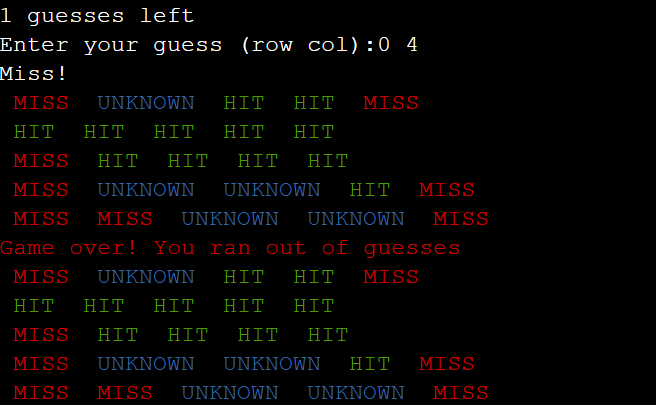 1 guesses left
Enter your guess (row col):0 4
Miss!
MISS UNKNOWN HIT HIT MISS
HIT HIT HIT HIT HIT
MISS HIT HIT HIT HIT
MISS UNKNOWN UNKNOWN HIT MISS
MISS MISS UNKNOWN UNKNOWN MISS
Game over! You ran out of guesses
MISS UNKNOWN HIT HIT MISS
HIT HIT HIT HIT HIT
MISS HIT HIT HIT HIT
MISS UNKNOWN UNKNOWN HIT MISS
MISS MISS UNKNOWN UNKNOWN MISS